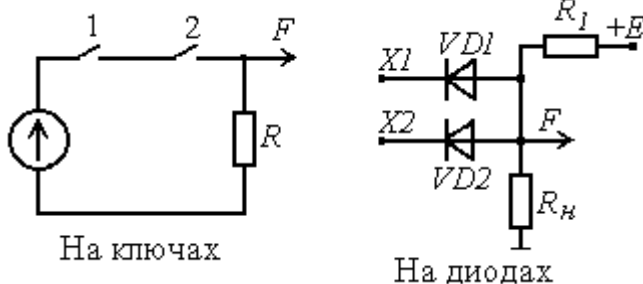 1 2 F
R
На ключах
R1 +E
X1 VD1
X2 F
VD2
Rн
На диодах